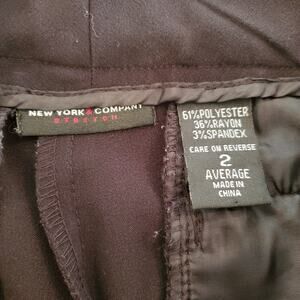 NEW YORK & COMPANY
STRETCH
61%POLYESTER
36%RAYON
3%SPANDEX
CARE ON REVERSE
2
AVERAGE
MADE IN
CHINA